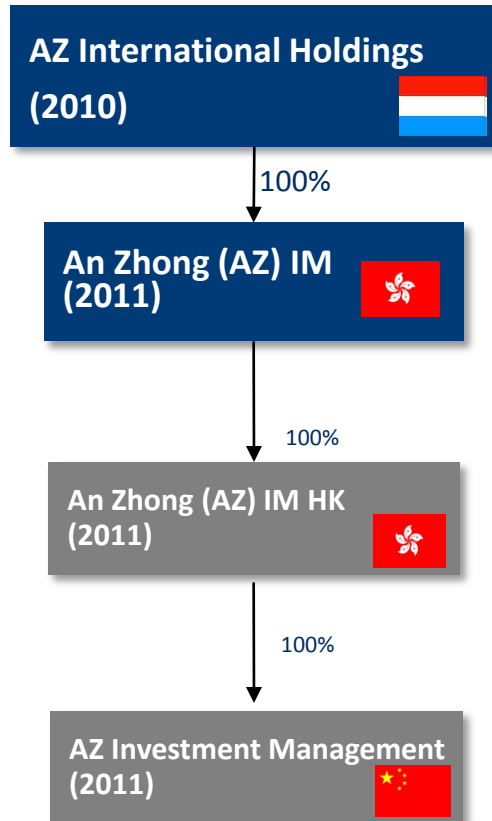 AZ International Holdings
(2010)
100%
An Zhong (AZ) IM
(2011)
100%
An Zhong (AZ) IM HK
(2011)
100%
AZ Investment Management
(2011)